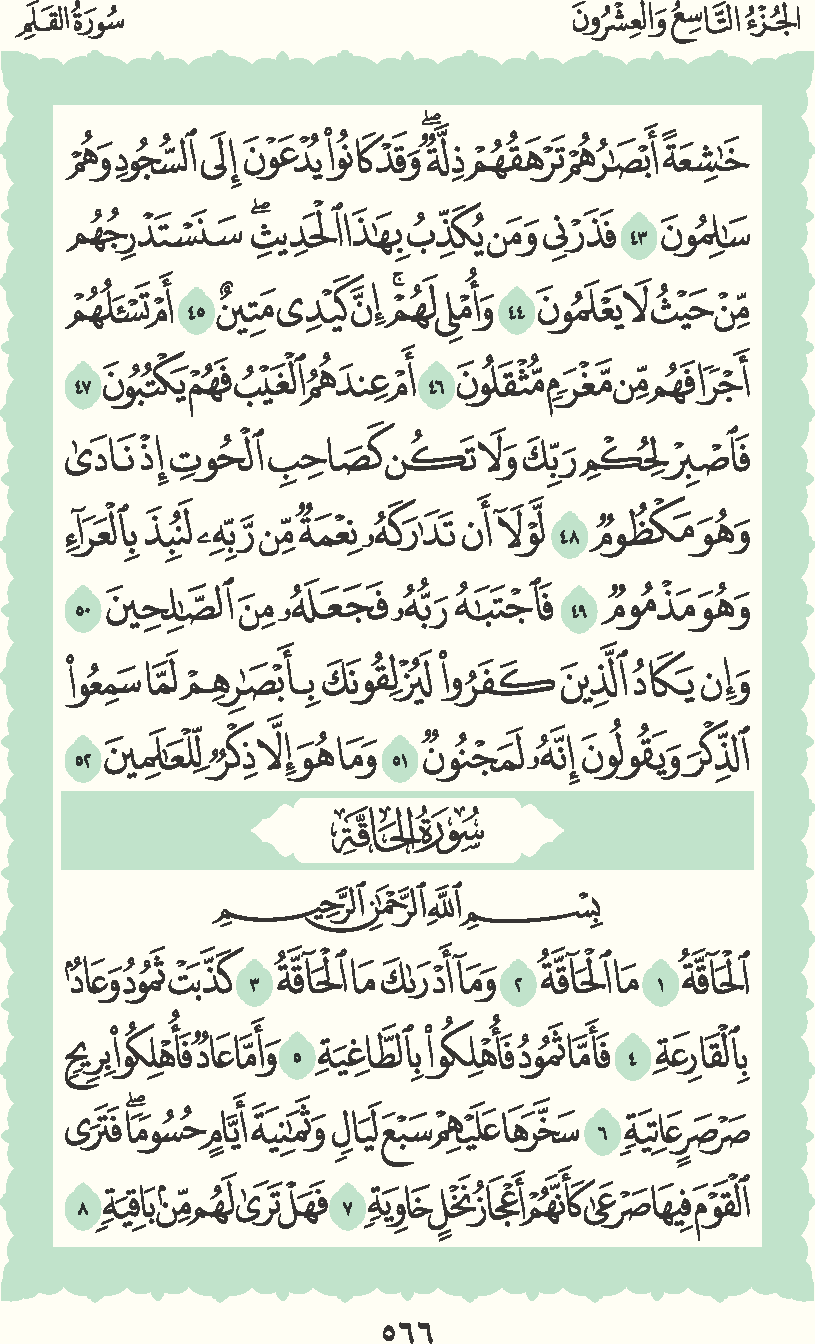 الجُزْءُ التَّاسِعُ وَالعِشْرُونَ
سُورَةُ القَلَمِ
خَٰشِعَةً أَبْصَٰرُهُمْ تَرْهَقُهُمْ ذِلَّةٌۖ وَقَدْ كَانُوا۟ يُدْعَوْنَ إِلَى ٱلسُّجُودِ وَهُمْ
سَٰلِمُونَ ٤٣ فَذَرْنِى وَمَن يُكَذِّبُ بِهَٰذَا ٱلْحَدِيثِۖ سَنَسْتَدْرِجُهُم
مِّنْ حَيْثُ لَا يَعْلَمُونَ ٤٤ وَأُمْلِى لَهُمْۚ إِنَّ كَيْدِى مَتِينٌ ٤٥ أَمْ تَسْـَٔلُهُمْ
أَجْرًا فَهُم مِّن مَّغْرَمٍ مُّثْقَلُونَ ٤٦ أَمْ عِندَهُمُ ٱلْغَيْبُ فَهُمْ يَكْتُبُونَ ٤٧
فَٱصْبِرْ لِحُكْمِ رَبِّكَ وَلَا تَكُن كَصَاحِبِ ٱلْحُوتِ إِذْ نَادَىٰ
وَهُوَ مَكْظُومٌ ٤٨ لَّوْلَآ أَن تَدَٰرَكَهُۥ نِعْمَةٌ مِّن رَّبِّهِۦ لَنُبِذَ بِٱلْعَرَآءِ
وَهُوَ مَذْمُومٌ ٤٩ فَٱجْتَبَٰهُ رَبُّهُۥ فَجَعَلَهُۥ مِنَ ٱلصَّٰلِحِينَ ٥٠
وَإِن يَكَادُ ٱلَّذِينَ كَفَرُوا۟ لَيُزْلِقُونَكَ بِأَبْصَٰرِهِمْ لَمَّا سَمِعُوا۟
ٱلذِّكْرَ وَيَقُولُونَ إِنَّهُۥ لَمَجْنُونٌ ٥١ وَمَا هُوَ إِلَّا ذِكْرٌ لِّلْعَٰلَمِينَ ٥٢
سُورَةُ الحَاقَّةِ
بِسْمِ ٱللَّهِ ٱلرَّحْمَٰنِ ٱلرَّحِيمِ
ٱلْحَآقَّةُ ١ مَا ٱلْحَآقَّةُ ٢ وَمَآ أَدْرَىٰكَ مَا ٱلْحَآقَّةُ ٣ كَذَّبَتْ ثَمُودُ وَعَادٌۢ
بِٱلْقَارِعَةِ ٤ فَأَمَّا ثَمُودُ فَأُهْلِكُوا۟ بِٱلطَّاغِيَةِ ٥ وَأَمَّا عَادٌ فَأُهْلِكُوا۟ بِرِيحٍ
صَرْصَرٍ عَاتِيَةٍ ٦ سَخَّرَهَا عَلَيْهِمْ سَبْعَ لَيَالٍ وَثَمَٰنِيَةَ أَيَّامٍ حُسُومًاۖ فَتَرَى
ٱلْقَوْمَ فِيهَا صَرْعَىٰ كَأَنَّهُمْ أَعْجَازُ نَخْلٍ خَاوِيَةٍ ٧ فَهَلْ تَرَىٰ لَهُم مِّنۢ بَاقِيَةٍ ٨
٥٦٦